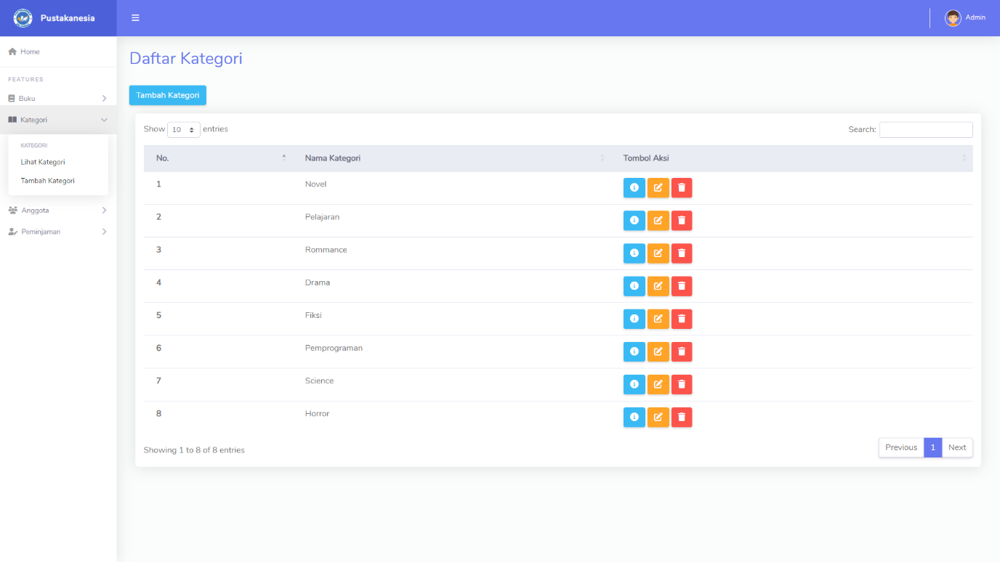 Pustakanesia
Admin
Home
FEATURES
Buku
Kategori
KATEGORI
Lihat Kategori
Tambah Kategori
Anggota
Peminjaman
Daftar Kategori
Tambah Kategori
Show 10 entries
Search:
No. Nama Kategori Tombol Aksi
1 Novel
2 Pelajaran
3 Rommance
4 Drama
5 Fiksi
6 Pemprograman
7 Science
8 Horror
Showing 1 to 8 of 8 entries
Previous 1 Next